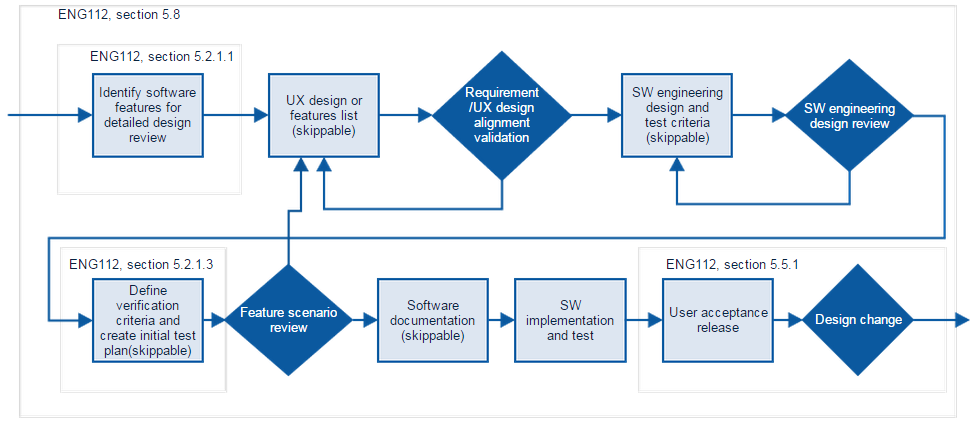 ENG112, section 5.8
ENG112, section 5.2.1.1
Identify software
features for
detailed design
review
UX design or
features list
(skippable)
Requirement
/UX design
alignment
validation
SW engineering
design and
test criteria
(skippable)
SW engineering
design review
ENG112, section 5.2.1.3
Define
verification
criteria and
create initial test
plan(skippable)
Feature scenario
review
Software
documentation
(skippable)
SW
implementation
and test
ENG112, section 5.5.1
User acceptance
release
Design change